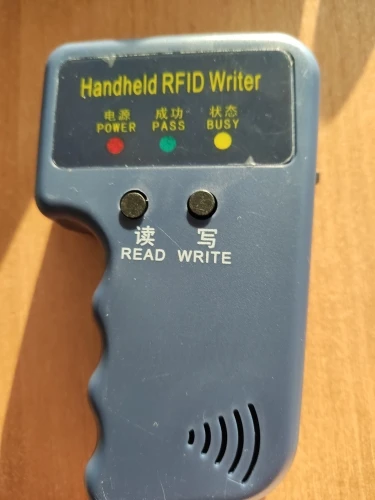 Handheld RFID Writer
电源 成功 状态
POWER PASS BUSY
读 写
READ WRITE